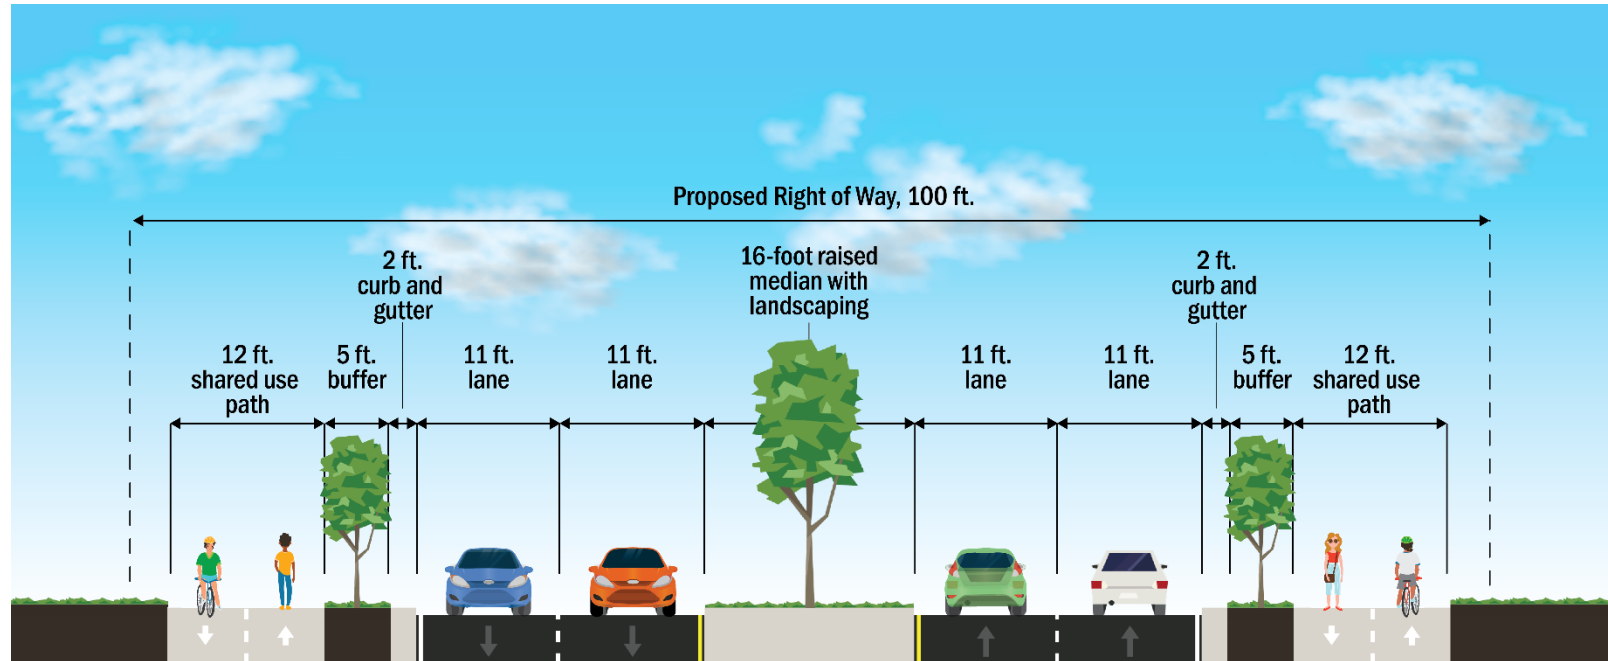 Proposed Right of Way, 100 ft.
2 ft.
curb and
gutter
16-foot raised
median with
landscaping
2 ft.
curb and
gutter
12 ft.
shared use
path
5 ft.
buffer
11 ft.
lane
11 ft.
lane
11 ft.
lane
11 ft.
lane
5 ft.
buffer
12 ft.
shared use
path